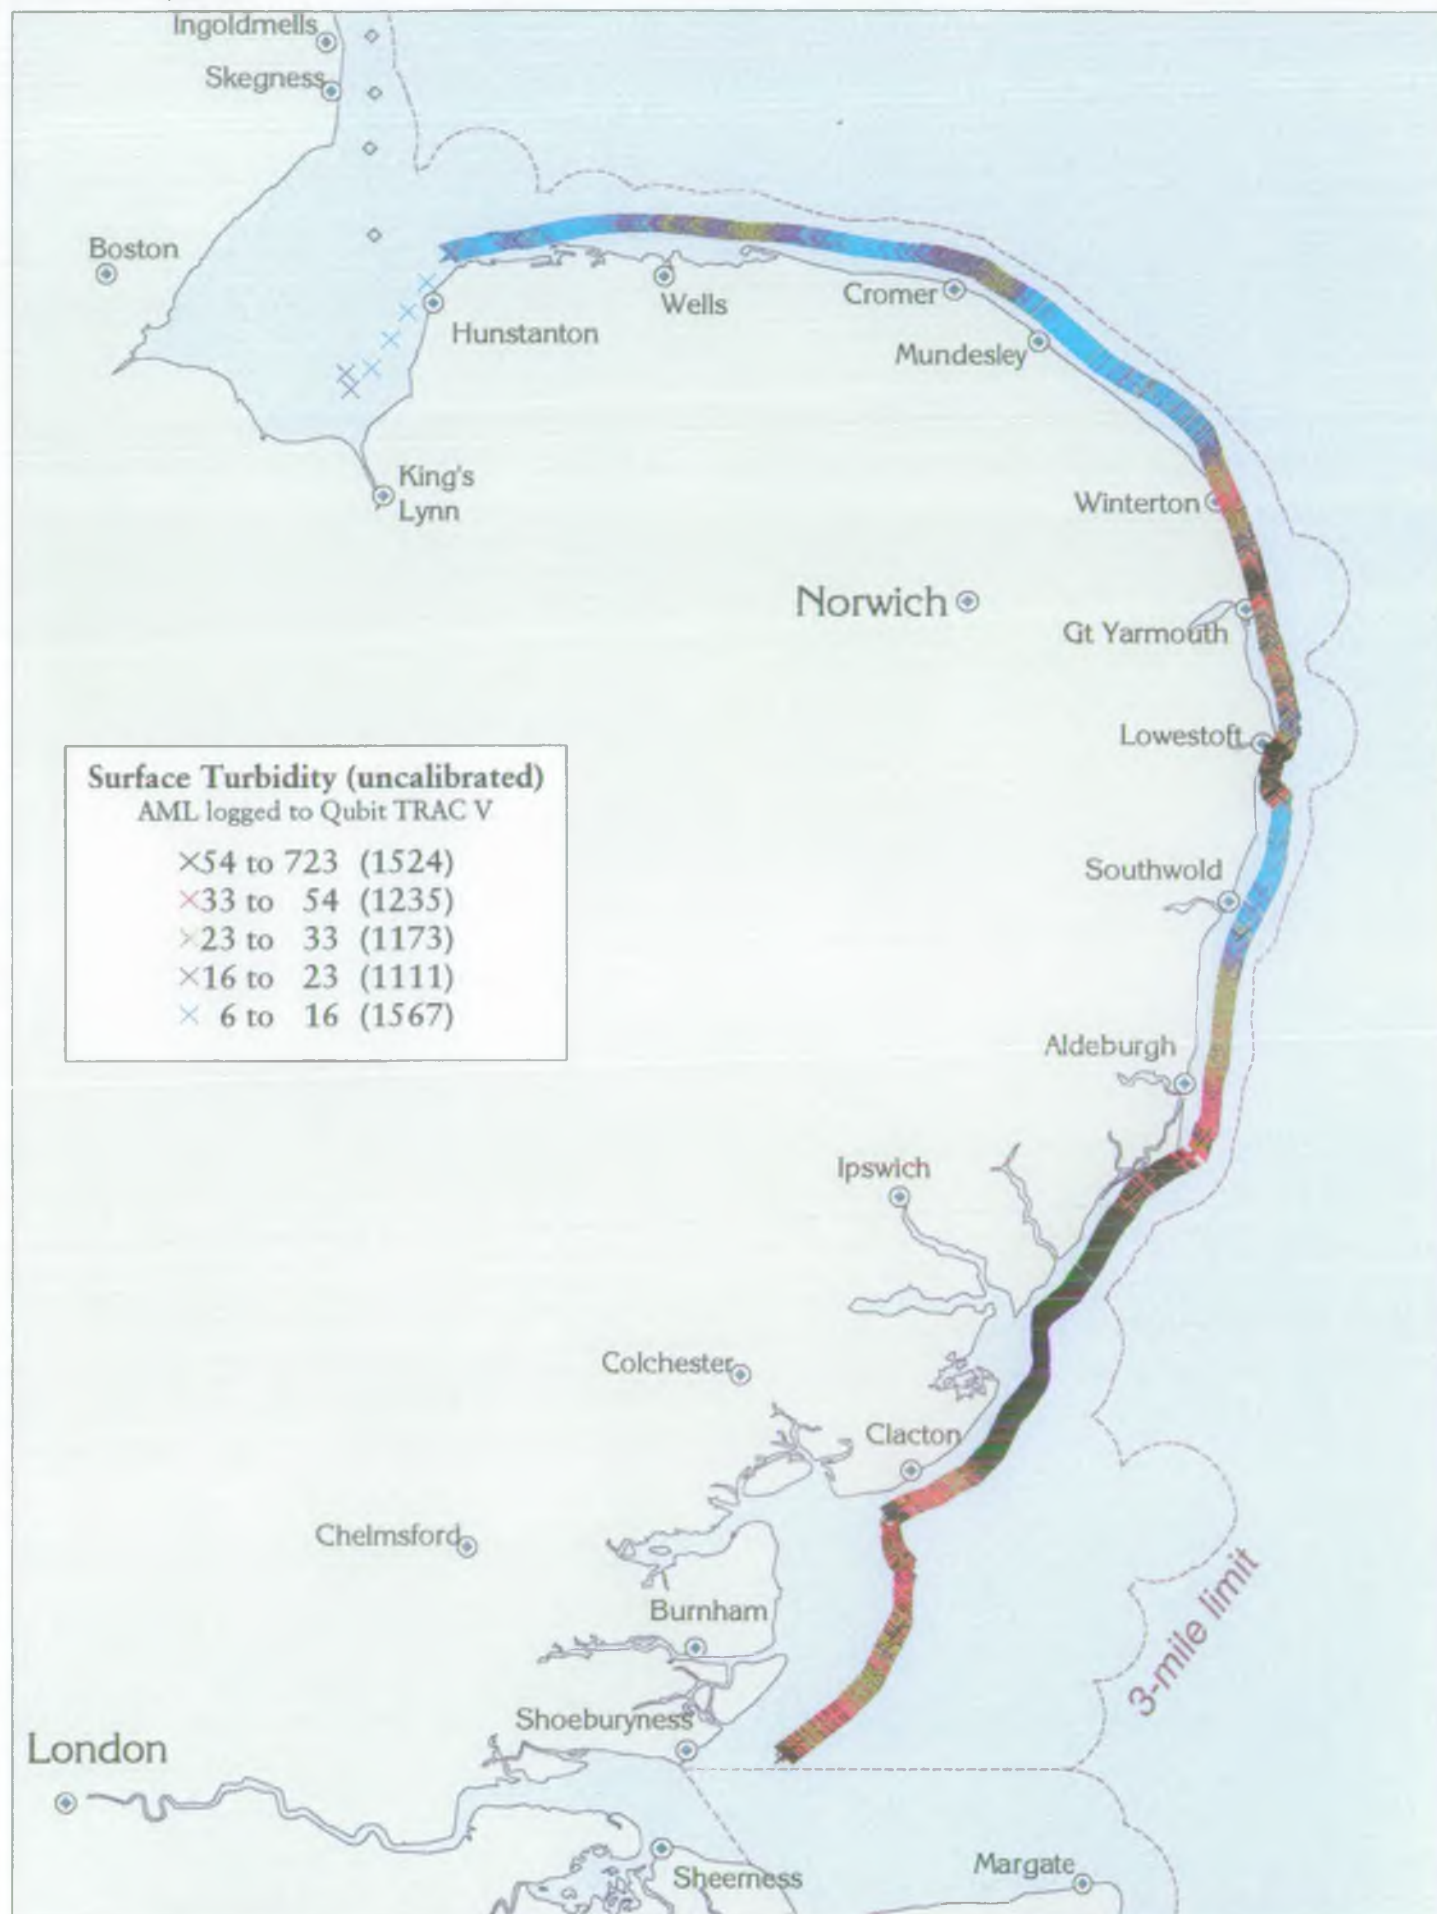 Ingoldmells
Skegness
Boston
Hunstanton
Wells
Cromer
Mundesley
King's
Lynn
Winterton
Norwich
Gt Yarmouth
Lowestoft
Surface Turbidity (uncalibrated)
AML logged to Qubit TRAC V
×54 to 723 (1524)
×33 to 54 (1235)
×23 to 33 (1173)
×16 to 23 (1111)
× 6 to 16 (1567)
Southwold
Aldeburgh
Ipswich
Colchester
Clacton
Chelmsford
Burnham
3-mile limit
Shoeburyness
London
Sheerness
Margate